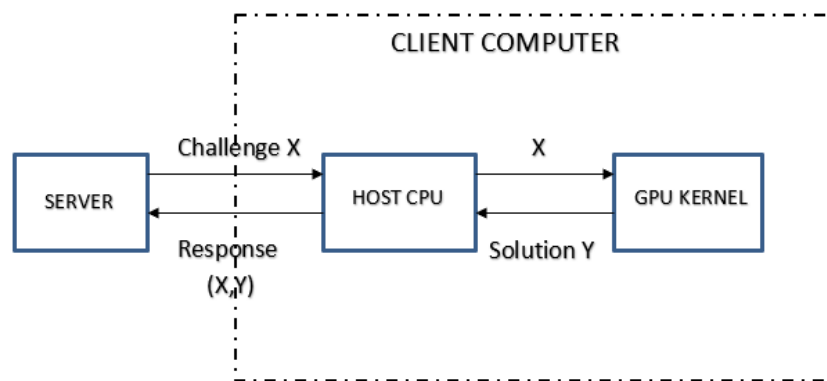 CLIENT COMPUTER
Challenge X
X
SERVER
HOST CPU
GPU KERNEL
Response
(X,Y)
Solution Y